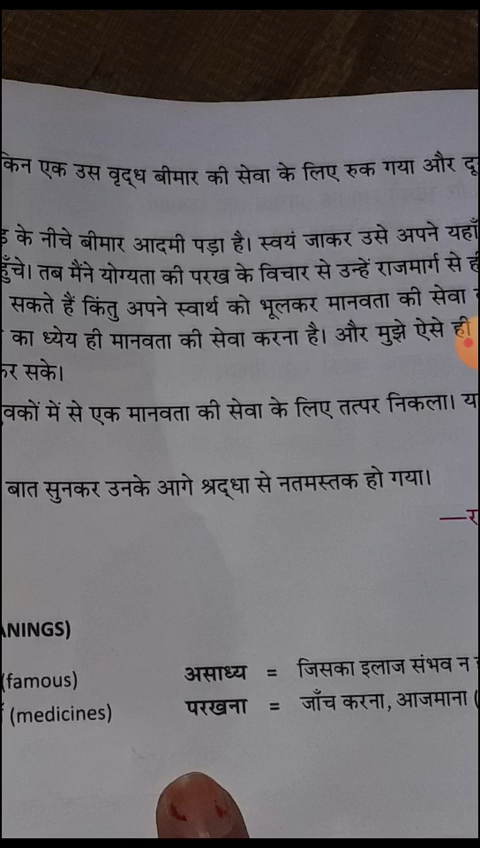 एक उस वृद्ध बीमार की सेवा के लिए रुक गया और
के नीचे बीमार आदमी पड़ा है। स्वयं जाकर उसे अपने यहाँ
तब मैंने योग्यता की परख के विचार से उन्हें राजमार्ग से
सकते हैं किंतु अपने स्वार्थ को भूलकर मानवता की सेवा
का ध्येय ही मानवता की सेवा करना है। और मुझे ऐसे ही
सके।
में से एक मानवता की सेवा के लिए तत्पर निकला।
बात सुनकर उनके आगे श्रद्धा से नतमस्तक हो गया।
ANINGS)
(famous) असाध्य = जिसका इलाज संभव न
(medicines) परखना = जाँच करना, आजमाना (